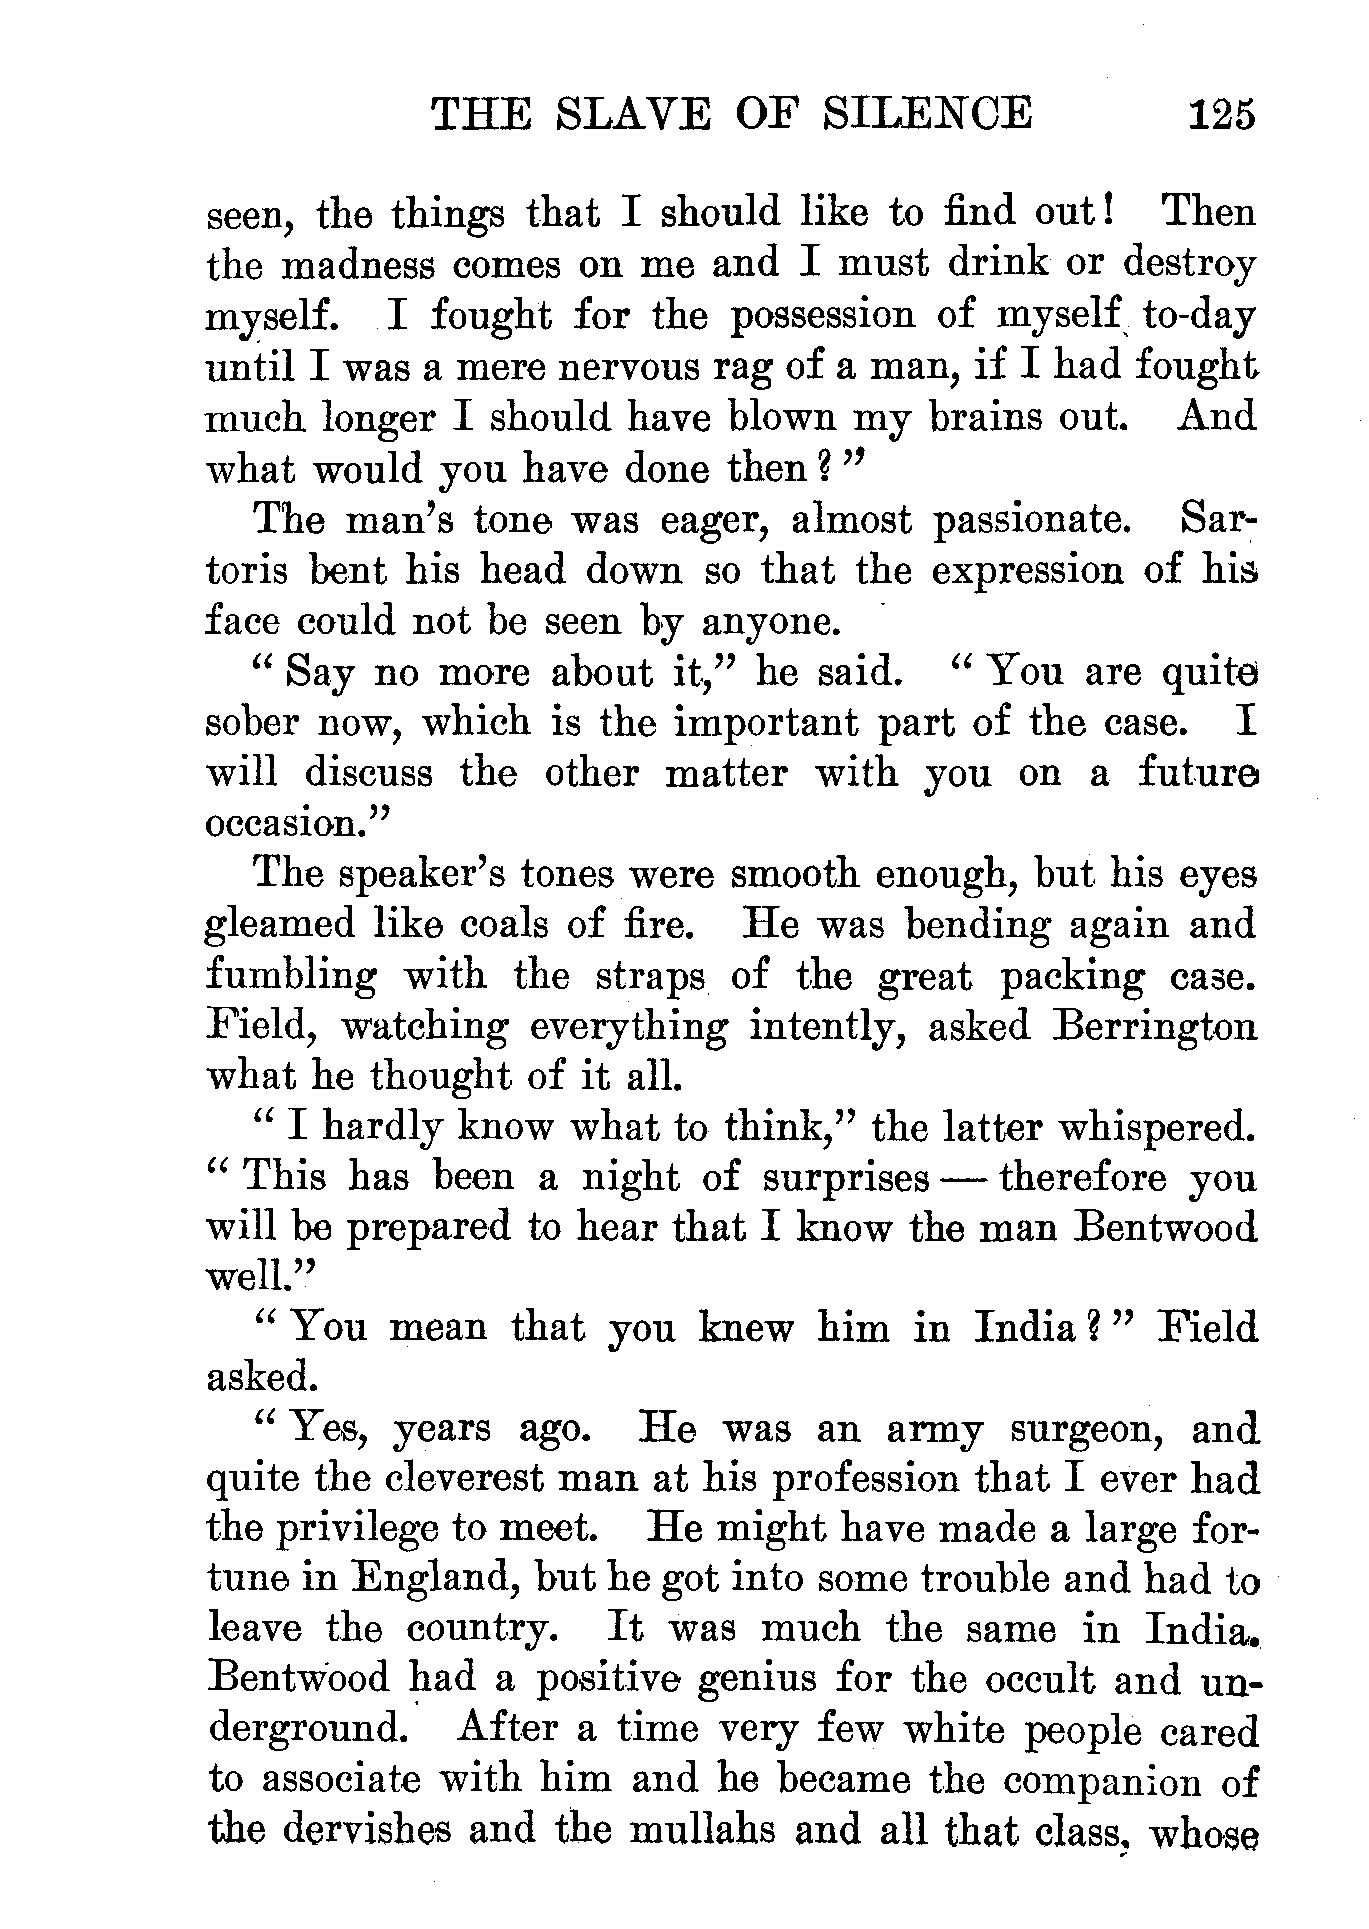 THE SLAVE OF SILENCE 125
seen, the things that I should like to find out! Then
the madness comes on me and I must drink or destroy
myself. I fought for the possession of myself to-day
until I was a mere nervous rag of a man, if I had fought
much longer I should have blown my brains out. And
what would you have done then?"
The man's tone was eager, almost passionate. Sar-
toris bent his head down so that the expression of his
face could not be seen by anyone.
"Say no more about it," he said. "You are quite
sober now, which is the important part of the case. I
will discuss the other matter with you on a future
occasion."
The speaker's tones were smooth enough, but his eyes
gleamed like coals of fire. He was bending again and
fumbling with the straps of the great packing case.
Field, watching everything intently, asked Berrington
what he thought of it all.
"I hardly know what to think," the latter whispered.
"This has been a night of surprises — therefore you
will be prepared to hear that I know the man Bentwood
well."
"You mean that you knew him in India?" Field
asked.
"Yes, years ago. He was an army surgeon, and
quite the cleverest man at his profession that I ever had
the privilege to meet. He might have made a large for-
tune in England, but he got into some trouble and had to
leave the country. It was much the same in India.
Bentwood had a positive genius for the occult and un-
derground. After a time very few white people cared
to associate with him and he became the companion of
the dervishes and the mullahs and all that class, whose